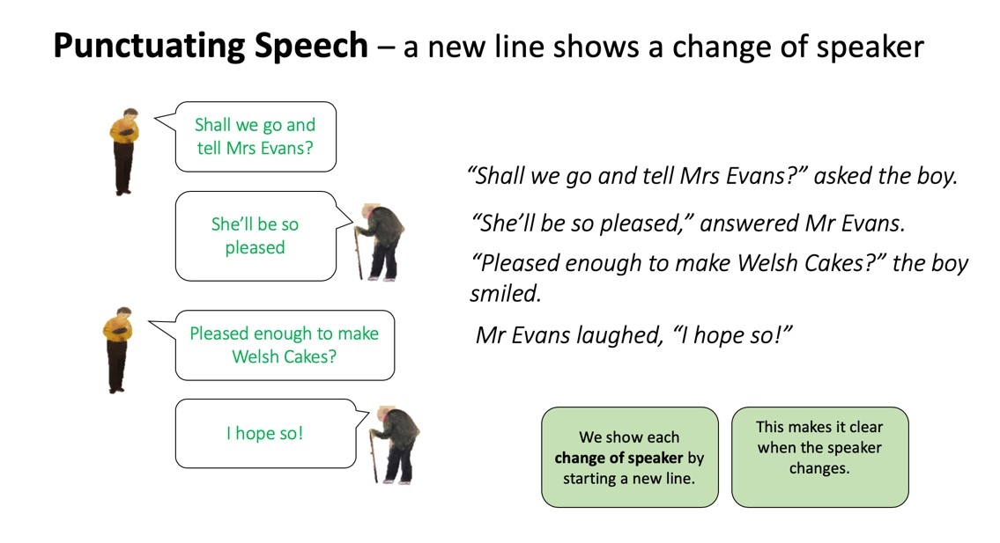 Punctuating Speech – a new line shows a change of speaker
Shall we go and
tell Mrs Evans?
She’ll be so
pleased
Pleased enough to make
Welsh Cakes?
I hope so!
“Shall we go and tell Mrs Evans?” asked the boy.
“She’ll be so pleased,” answered Mr Evans.
“Pleased enough to make Welsh Cakes?” the boy
smiled.
Mr Evans laughed, “I hope so!”
We show each
change of speaker by
starting a new line.
This makes it clear
when the speaker
changes.